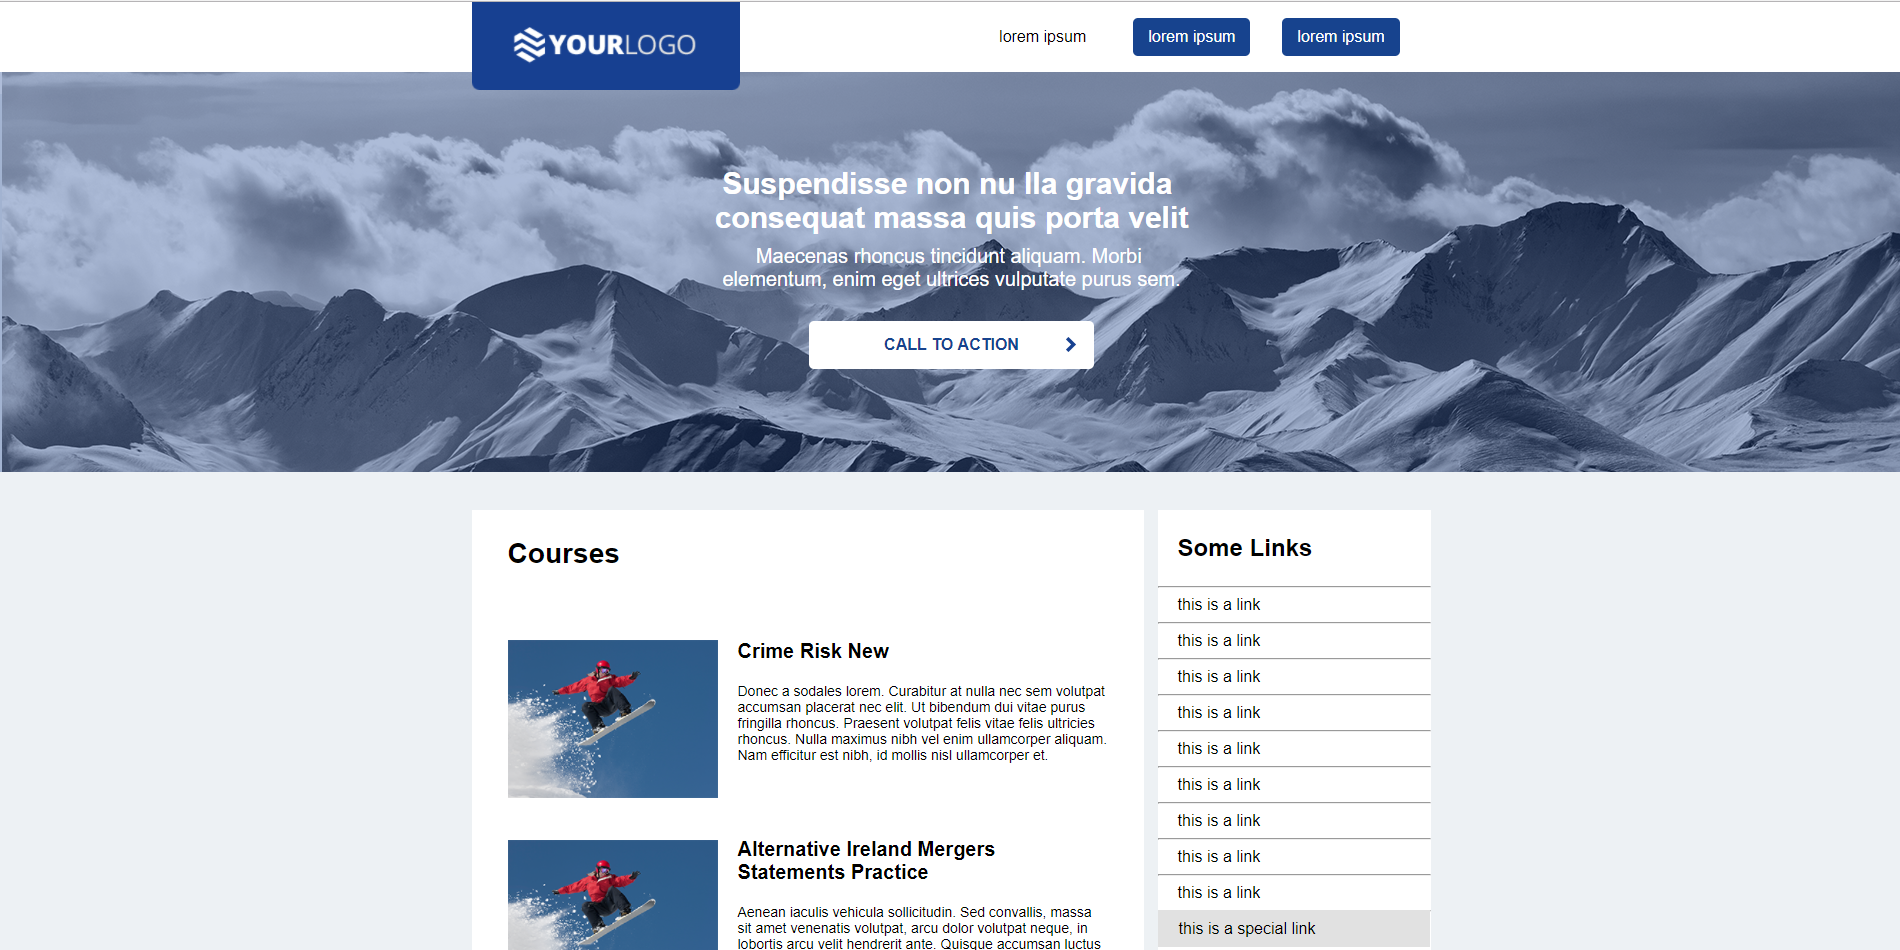 YOURLOGO
lorem ipsum
lorem ipsum
lorem ipsum
Suspendisse non nu lla gravida
consequat massa quis porta velit
Maecenas rhoncus tincidunt aliquam. Morbi
elementum, enim eget ultrices vulputate purus sem.
CALL TO ACTION
Courses
Crime Risk New
Donec a sodales lorem. Curabitur at nulla nec sem volutpat
accumsan placerat nec elit. Ut bibendum dui vitae purus
fringilla rhoncus. Praesent volutpat felis vitae felis ultricies
rhoncus. Nulla maximus nibh vel enim ullamcorper aliquam.
Nam efficitur est nibh, id mollis nisl ullamcorper et.
Alternative Ireland Mergers
Statements Practice
Aenean iaculis vehicula sollicitudin. Sed convallis, massa
sit amet venenatis volutpat, arcu dolor volutpat neque, in
lobortis arcu velit hendrerit ante. Quisque accumsan luctus
Some Links
this is a link
this is a link
this is a link
this is a link
this is a link
this is a link
this is a link
this is a link
this is a link
this is a special link